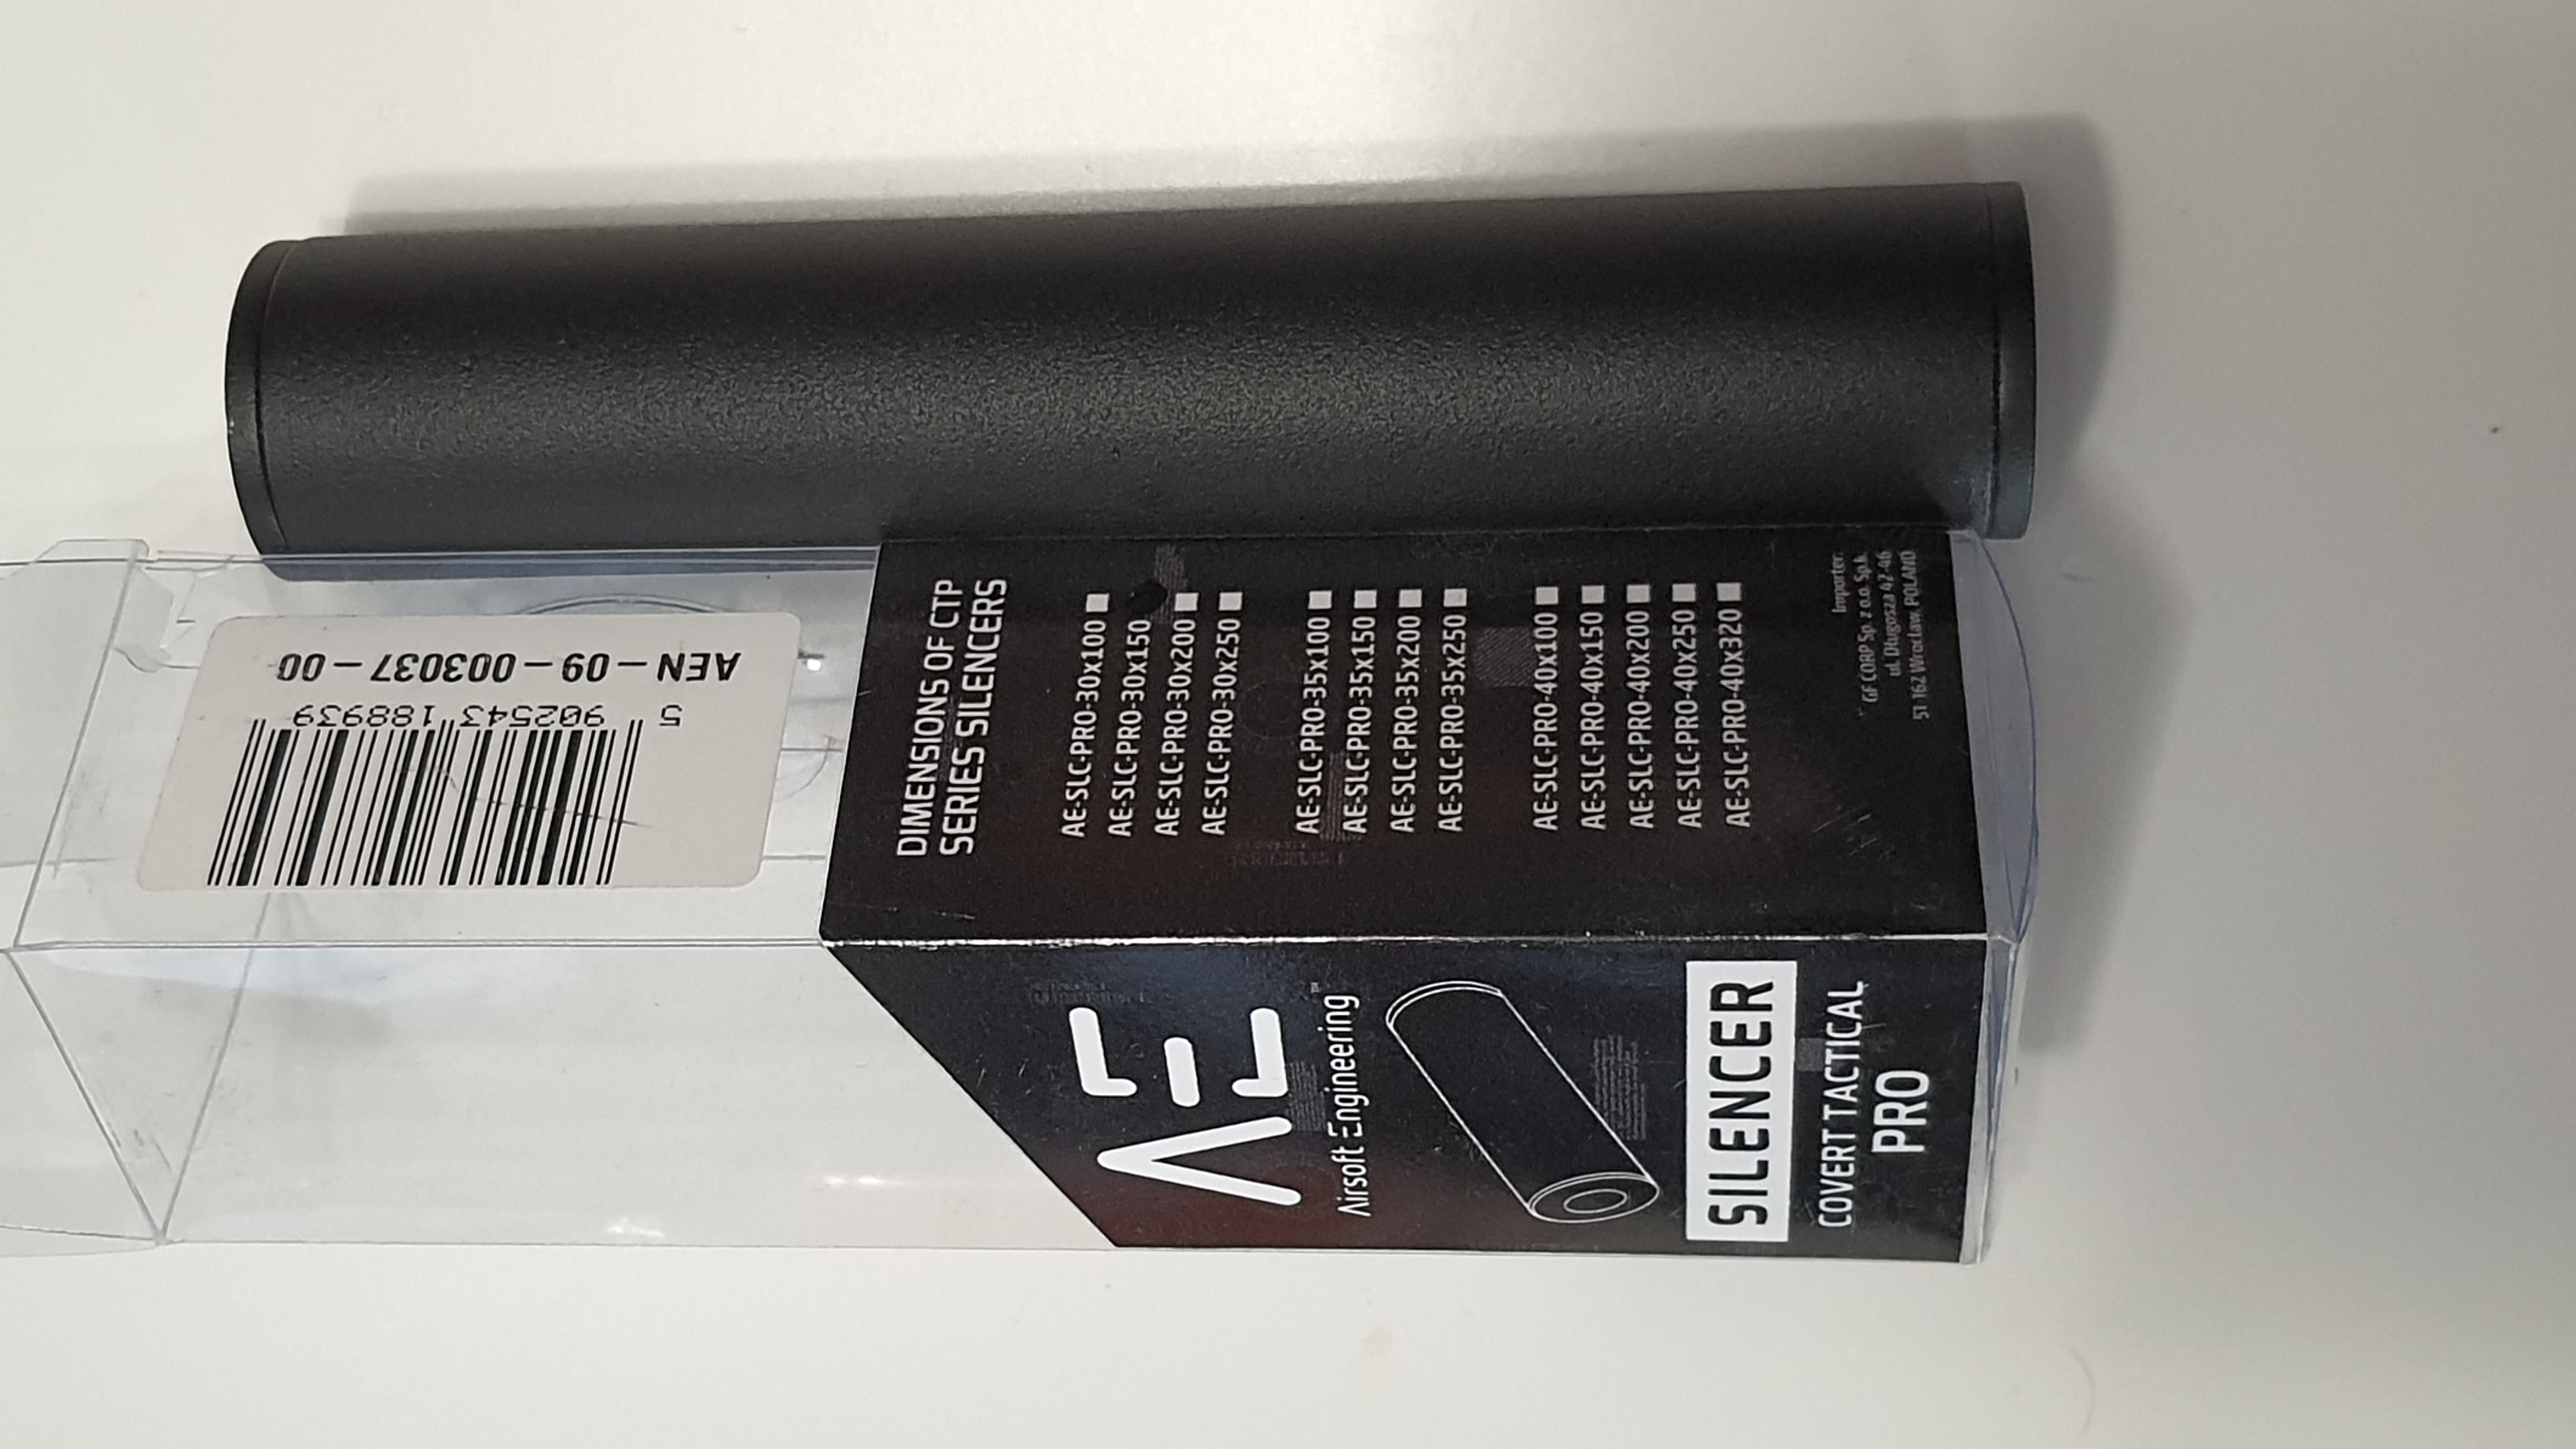 AEN-09-003037-00
5 902543 188939
DIMENSIONS OF CTP
SERIES SILENCERS
AE-SLC-PRO-30x100
AE-SLC-PRO-30x150
AE-SLC-PRO-30x200
AE-SLC-PRO-30x250
AE-SLC-PRO-35x100
AE-SLC-PRO-35x150
AE-SLC-PRO-35x200
AE-SLC-PRO-35x250
AE-SLC-PRO-40x100
AE-SLC-PRO-40x150
AE-SLC-PRO-40x200
AE-SLC-PRO-40x250
AE-SLC-PRO-40x320
Importer:
GF CORP Sp. z o.o. Sp.k.
ul. Długosza 42-46
51-162 Wrocław, POLAND
AE
Airsoft Engineering
SILENCER
COVERT TACTICAL
PRO